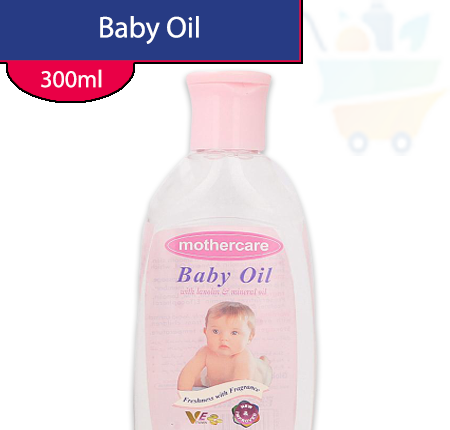 Baby Oil
300ml
mothercare
Baby Oil
with lanolin & mineral oil
Freshness with Fragrance